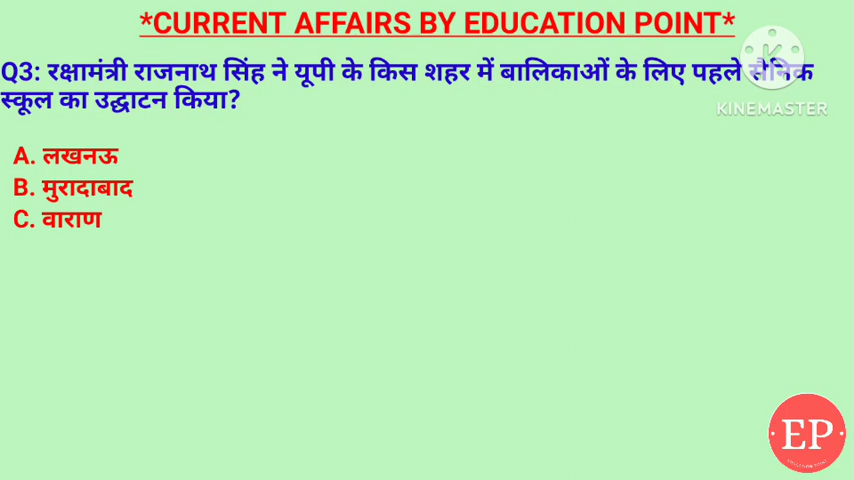 *CURRENT AFFAIRS BY EDUCATION POINT*
Q3: रक्षामंत्री राजनाथ सिंह ने यूपी के किस शहर में बालिकाओं के लिए पहले सैनिक
स्कूल का उद्घाटन किया?
KINEMASTER
A. लखनऊ
B. मुरादाबाद
C. वाराण
EP